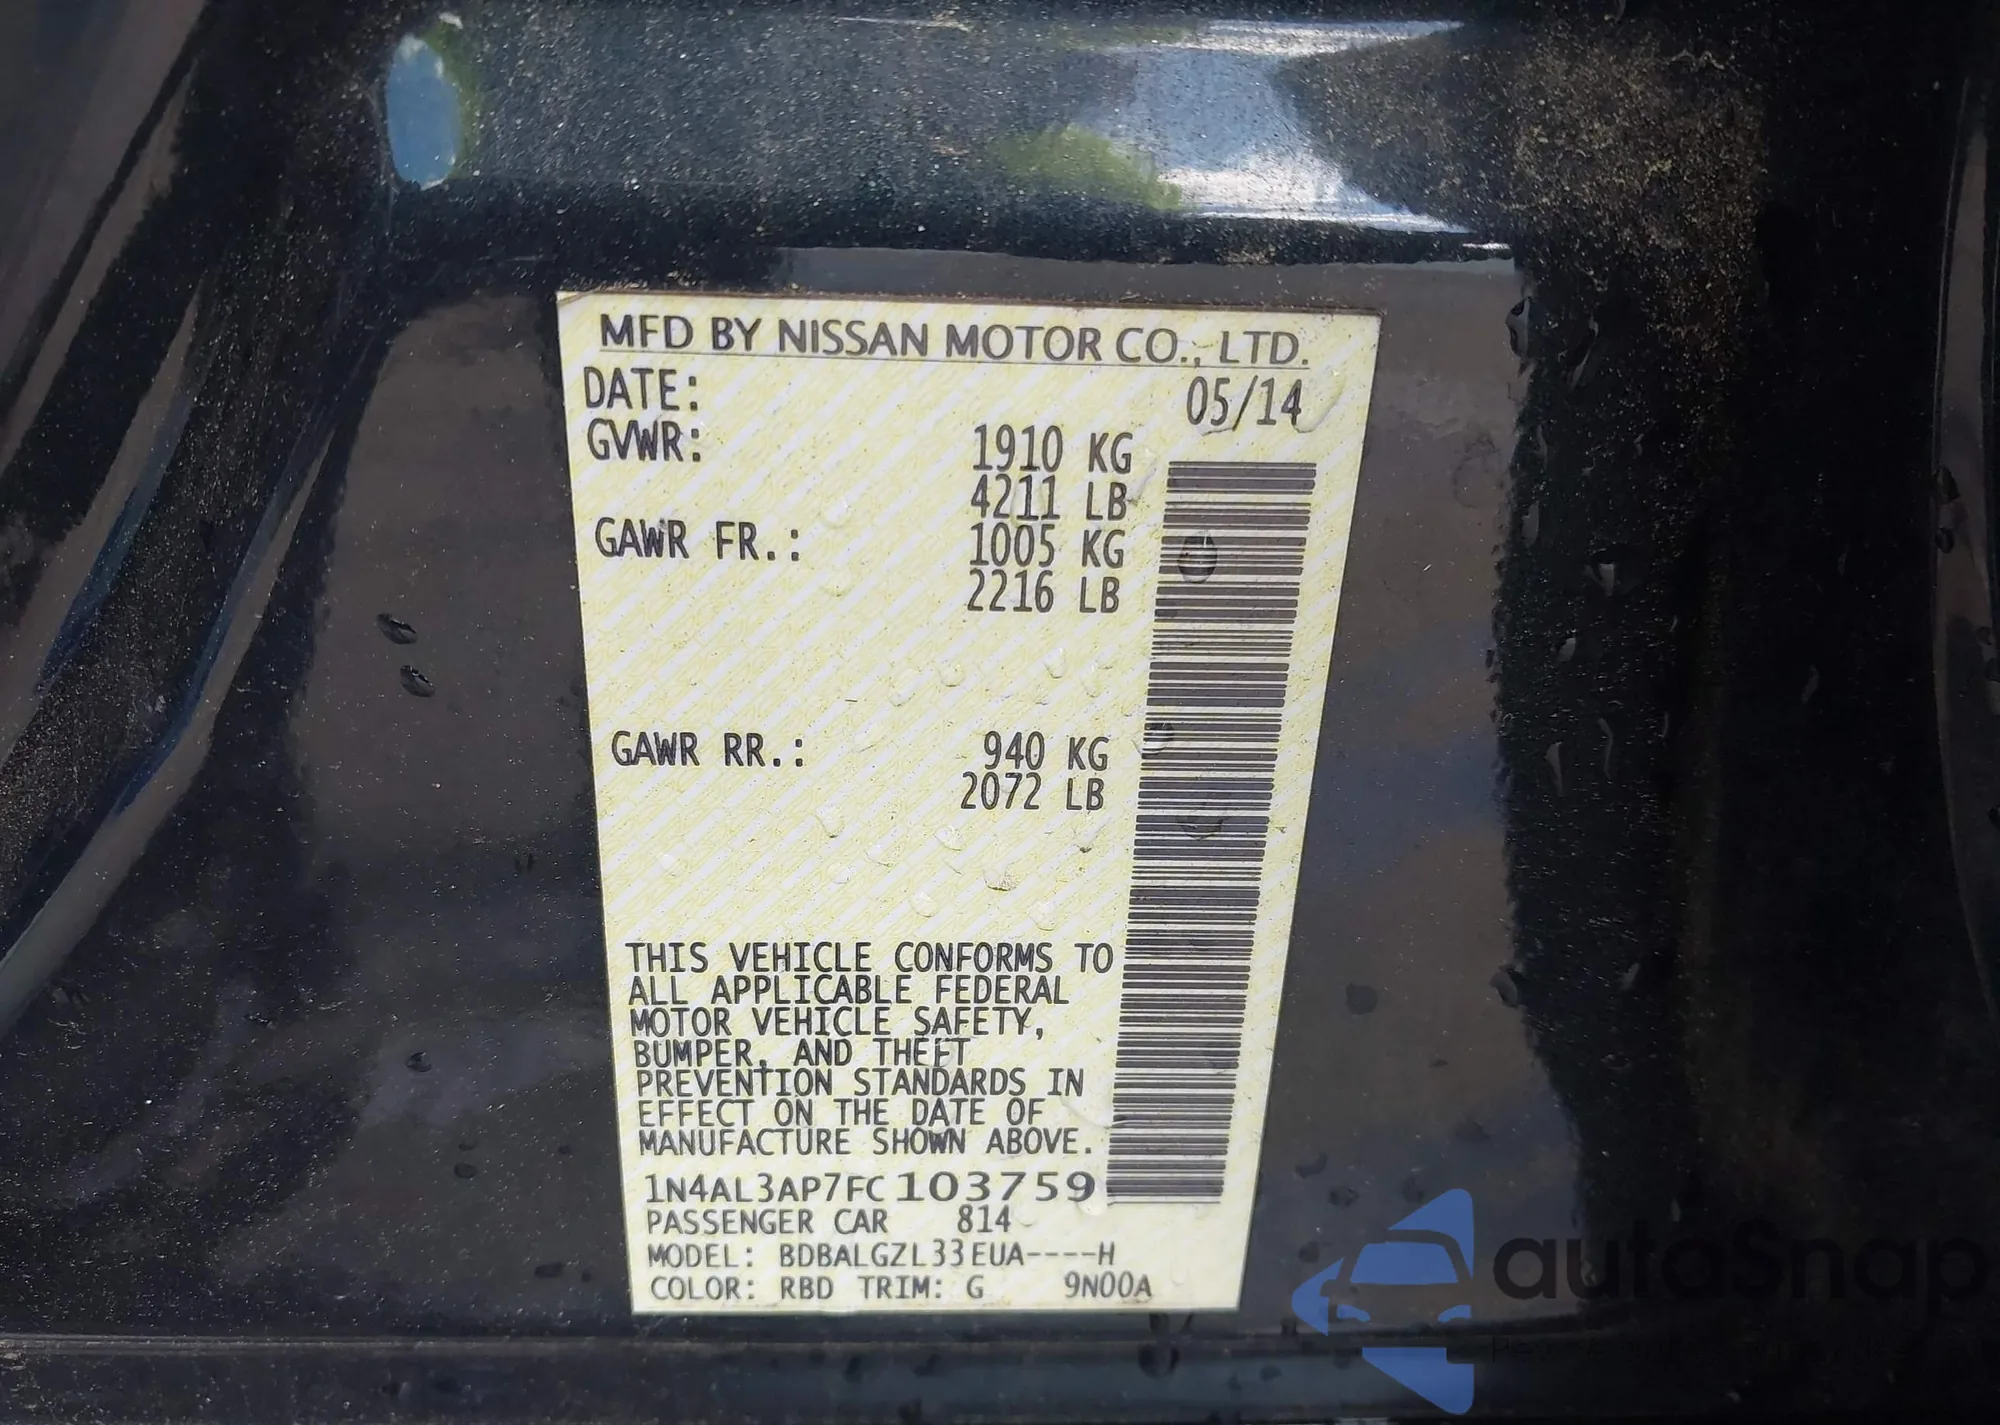 MFD BY NISSAN MOTOR CO., LTD.
DATE: 05/14
GVWR: 1910 KG
4211 LB
GAWR FR.: 1005 KG
2216 LB
GAWR RR.: 940 KG
2072 LB
THIS VEHICLE CONFORMS TO
ALL APPLICABLE FEDERAL
MOTOR VEHICLE SAFETY,
BUMPER, AND THEFT
PREVENTION STANDARDS IN
EFFECT ON THE DATE OF
MANUFACTURE SHOWN ABOVE.
1N4AL3AP7FC103759
PASSENGER CAR 814
MODEL: BDBALGZL33EUA----H
COLOR: RBD TRIM: G 9N00A
autoSnap